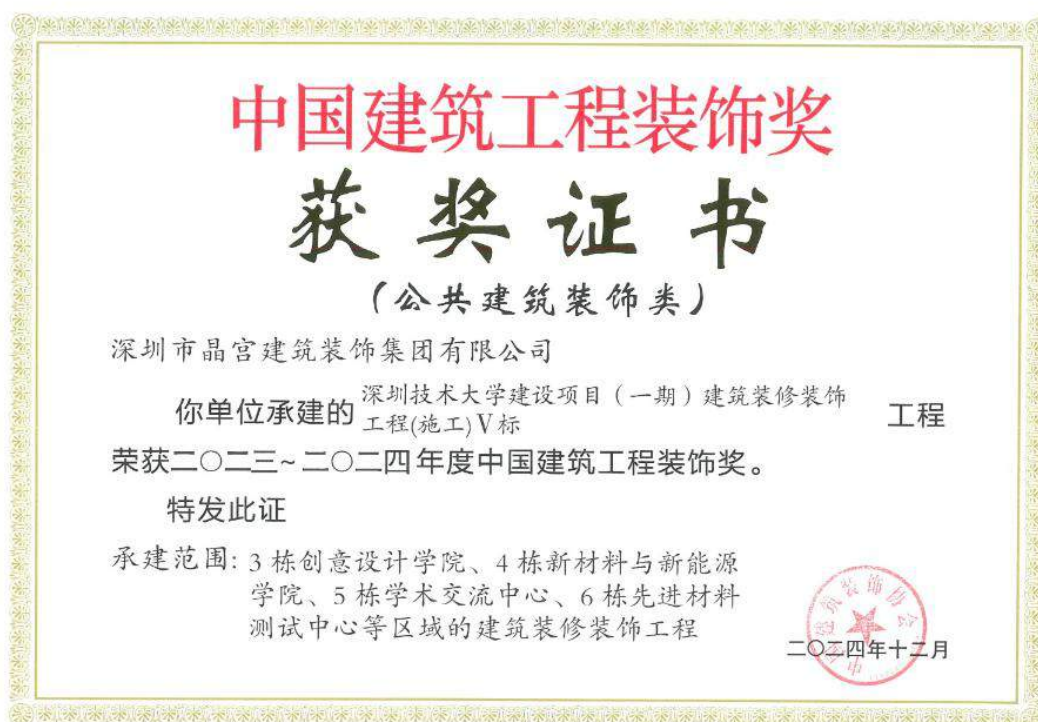 中国建筑工程装饰奖
获奖证书
（公共建筑装饰类）
深圳市晶宫建筑装饰集团有限公司
你单位承建的 深圳技术大学建设项目（一期）建筑装修装饰
工程(施工)Ⅴ标 工程
荣获二〇二三~二〇二四年度中国建筑工程装饰奖。
特发此证
承建范围: 3 栋创意设计学院、4 栋新材料与新能源
学院、5 栋学术交流中心、6 栋先进材料
测试中心等区域的建筑装修装饰工程
中国建筑装饰协会
二〇二四年十二月